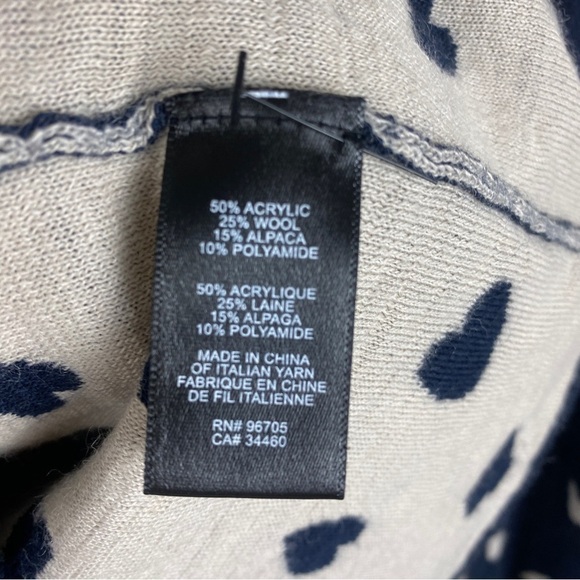 50% ACRYLIC
25% WOOL
15% ALPACA
10% POLYAMIDE
50% ACRYLIQUE
25% LAINE
15% ALPAGA
10% POLYAMIDE
MADE IN CHINA
OF ITALIAN YARN
FABRIQUE EN CHINE
DE FIL ITALIENNE
RN# 96705
CA# 34460